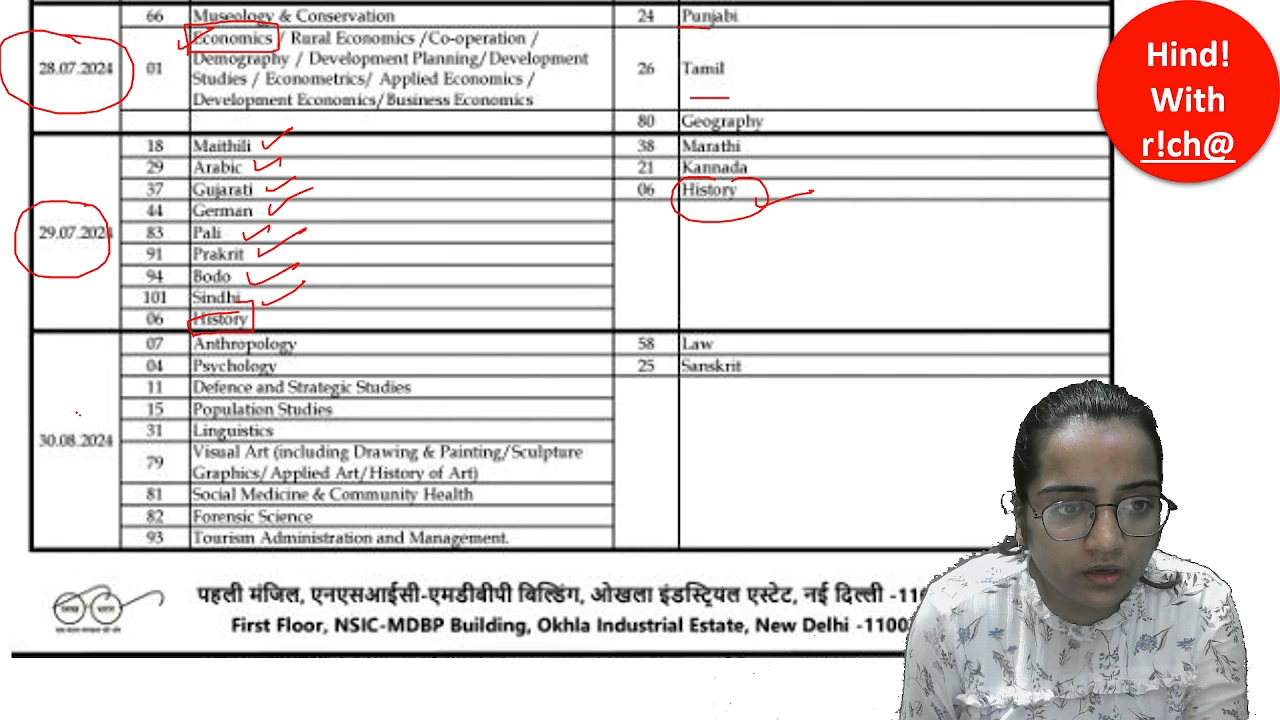 66 Museology & Conservation 24 Punjabi
28.07.2024 01 Economics / Rural Economics /Co-operation / 26 Tamil
Demography / Development Planning/Development
Studies / Econometrics/ Applied Economics /
Development Economics/Business Economics
80 Geography
18 Maithili 38 Marathi
29 Arabic 21 Kannada
37 Gujarati 06 History
44 German
29.07.2024 83 Pali
91 Prakrit
94 Bodo
101 Sindhi
06 History
07 Anthropology 58 Law
04 Psychology 25 Sanskrit
11 Defence and Strategic Studies
15 Population Studies
30.08.2024 31 Linguistics
79 Visual Art (including Drawing & Painting/Sculpture
Graphics/Applied Art/History of Art)
81 Social Medicine & Community Health
82 Forensic Science
93 Tourism Administration and Management.
पहली मंजिल, एनएसआईसी-एमडीबीपी बिल्डिंग, ओखला इंडस्ट्रियल एस्टेट, नई दिल्ली -11
First Floor, NSIC-MDBP Building, Okhla Industrial Estate, New Delhi -1100
Hind!
With
r!ch@